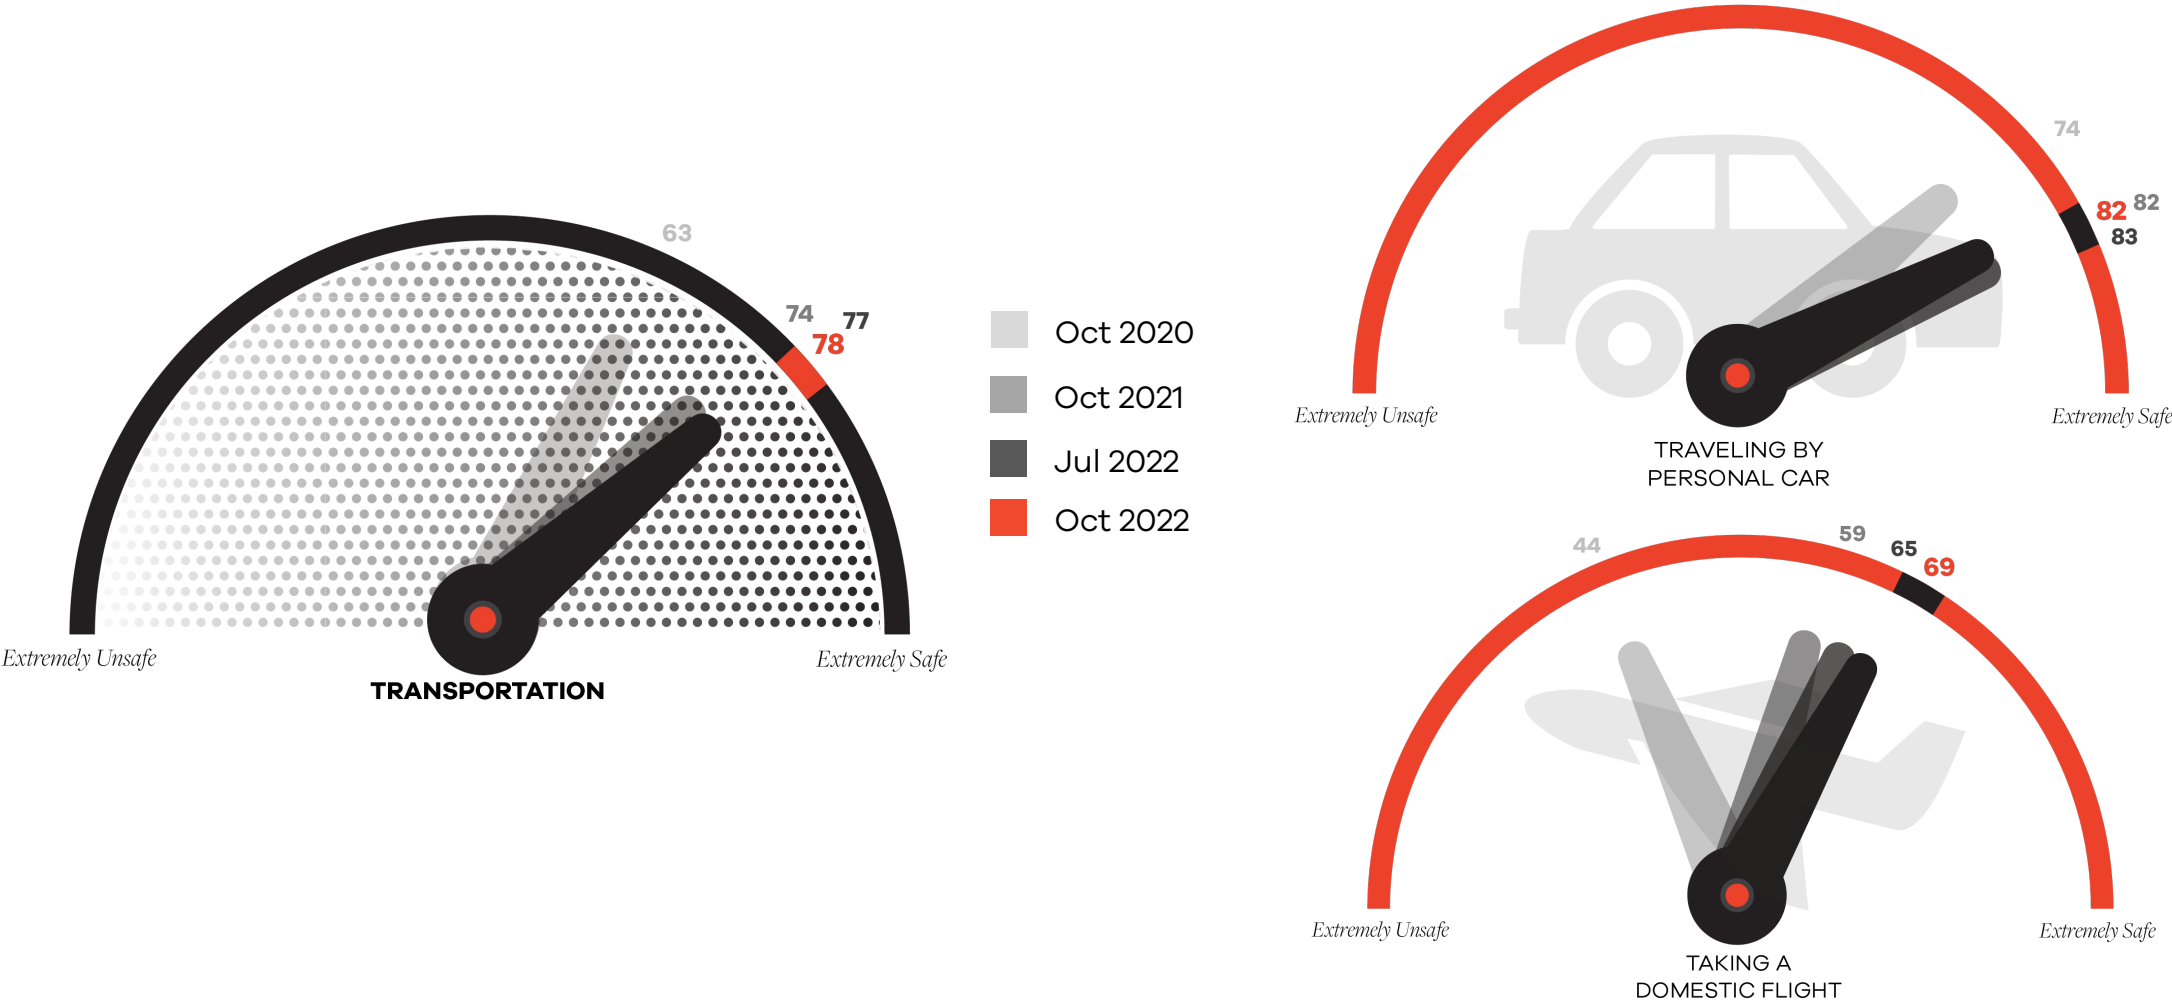 63
74
77
78
Extremely Unsafe
Extremely Safe
TRANSPORTATION
Oct 2020
Oct 2021
Jul 2022
Oct 2022
74
82
82
83
Extremely Unsafe
Extremely Safe
TRAVELING BY
PERSONAL CAR
44
59
65
69
Extremely Unsafe
Extremely Safe
TAKING A
DOMESTIC FLIGHT